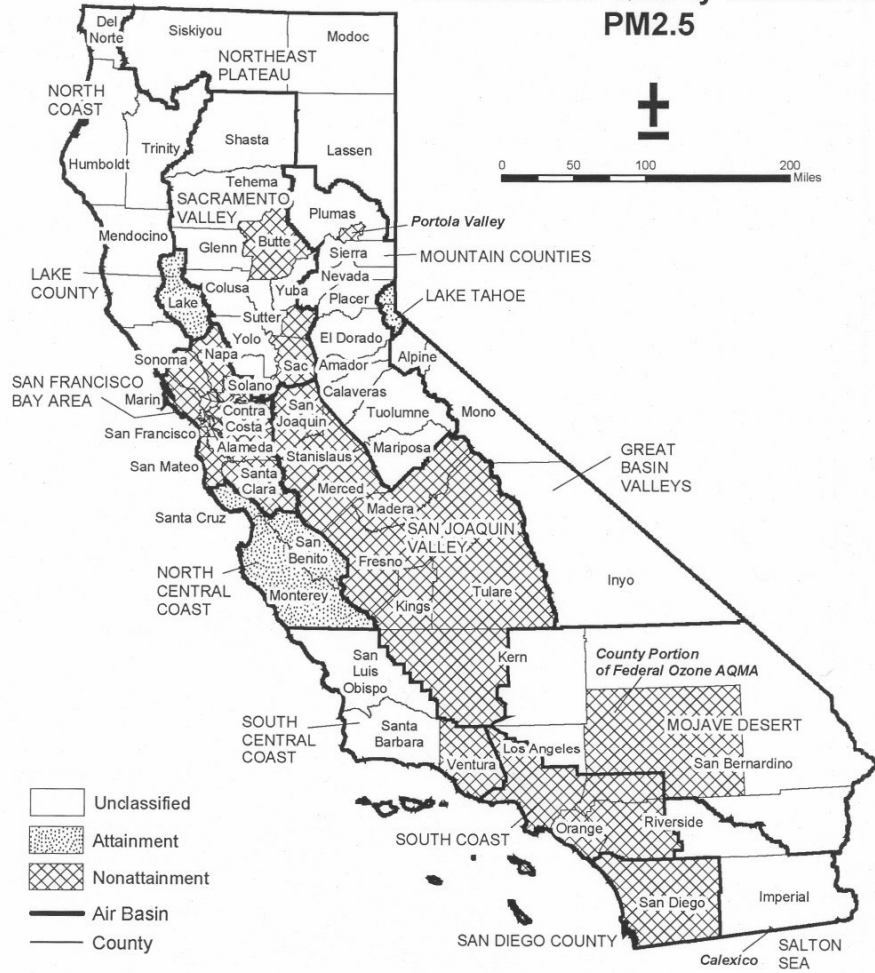 PM2.5
0 50 100 200
Miles
Del
Norte
Siskiyou
Modoc
NORTHEAST
PLATEAU
NORTH
COAST
Trinity
Shasta
Lassen
Humboldt
Tehema
SACRAMENTO
VALLEY
Plumas
Portola Valley
Mendocino
Glenn
Butte
Sierra
MOUNTAIN COUNTIES
LAKE
COUNTY
Lake
Colusa
Yuba
Nevada
Placer
LAKE TAHOE
Sutter
Yolo
El Dorado
Sonoma
Napa
Sac
Amador
Alpine
SAN FRANCISCO
BAY AREA
Marin
Solano
Calaveras
Contra
Costa
San
Joaquin
Tuolumne
Mono
San Francisco
Alameda
Stanislaus
Mariposa
GREAT
BASIN
VALLEYS
San Mateo
Santa
Clara
Merced
Madera
Santa Cruz
San
Benito
SAN JOAQUIN
VALLEY
Fresno
NORTH
CENTRAL
COAST
Monterey
Kings
Tulare
Inyo
San
Luis
Obispo
Kern
County Portion
of Federal Ozone AQMA
SOUTH
CENTRAL
COAST
Santa
Barbara
Ventura
Los Angeles
MOJAVE DESERT
San Bernardino
SOUTH COAST
Orange
Riverside
San Diego
Imperial
SAN DIEGO COUNTY
Calexico
SALTON
SEA
Unclassified
Attainment
Nonattainment
Air Basin
County